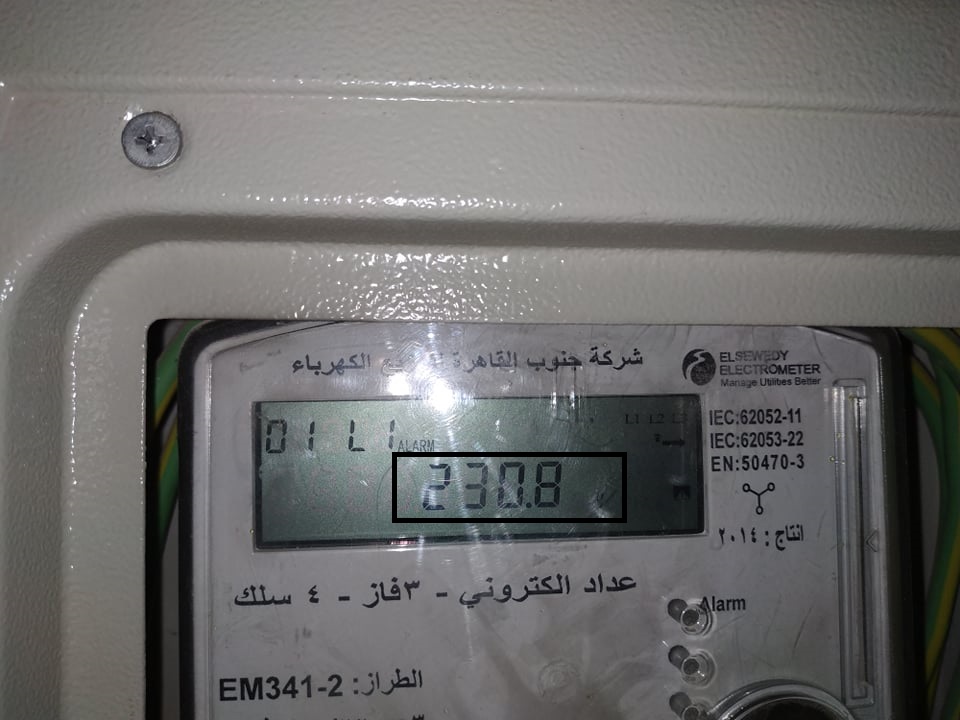 شركة جنوب القاهرة لتوزيع الكهرباء
ELSEWEDY
ELECTROMETER
Manage Utilities Better
L1 L2 L3
01 L1
ALARM
230.8 V
IEC:62052-11
IEC:62053-22
EN:50470-3
انتاج : ٢٠١٤
عداد الكتروني - ٣فاز - ٤ سلك
Alarm
الطراز: EM341-2